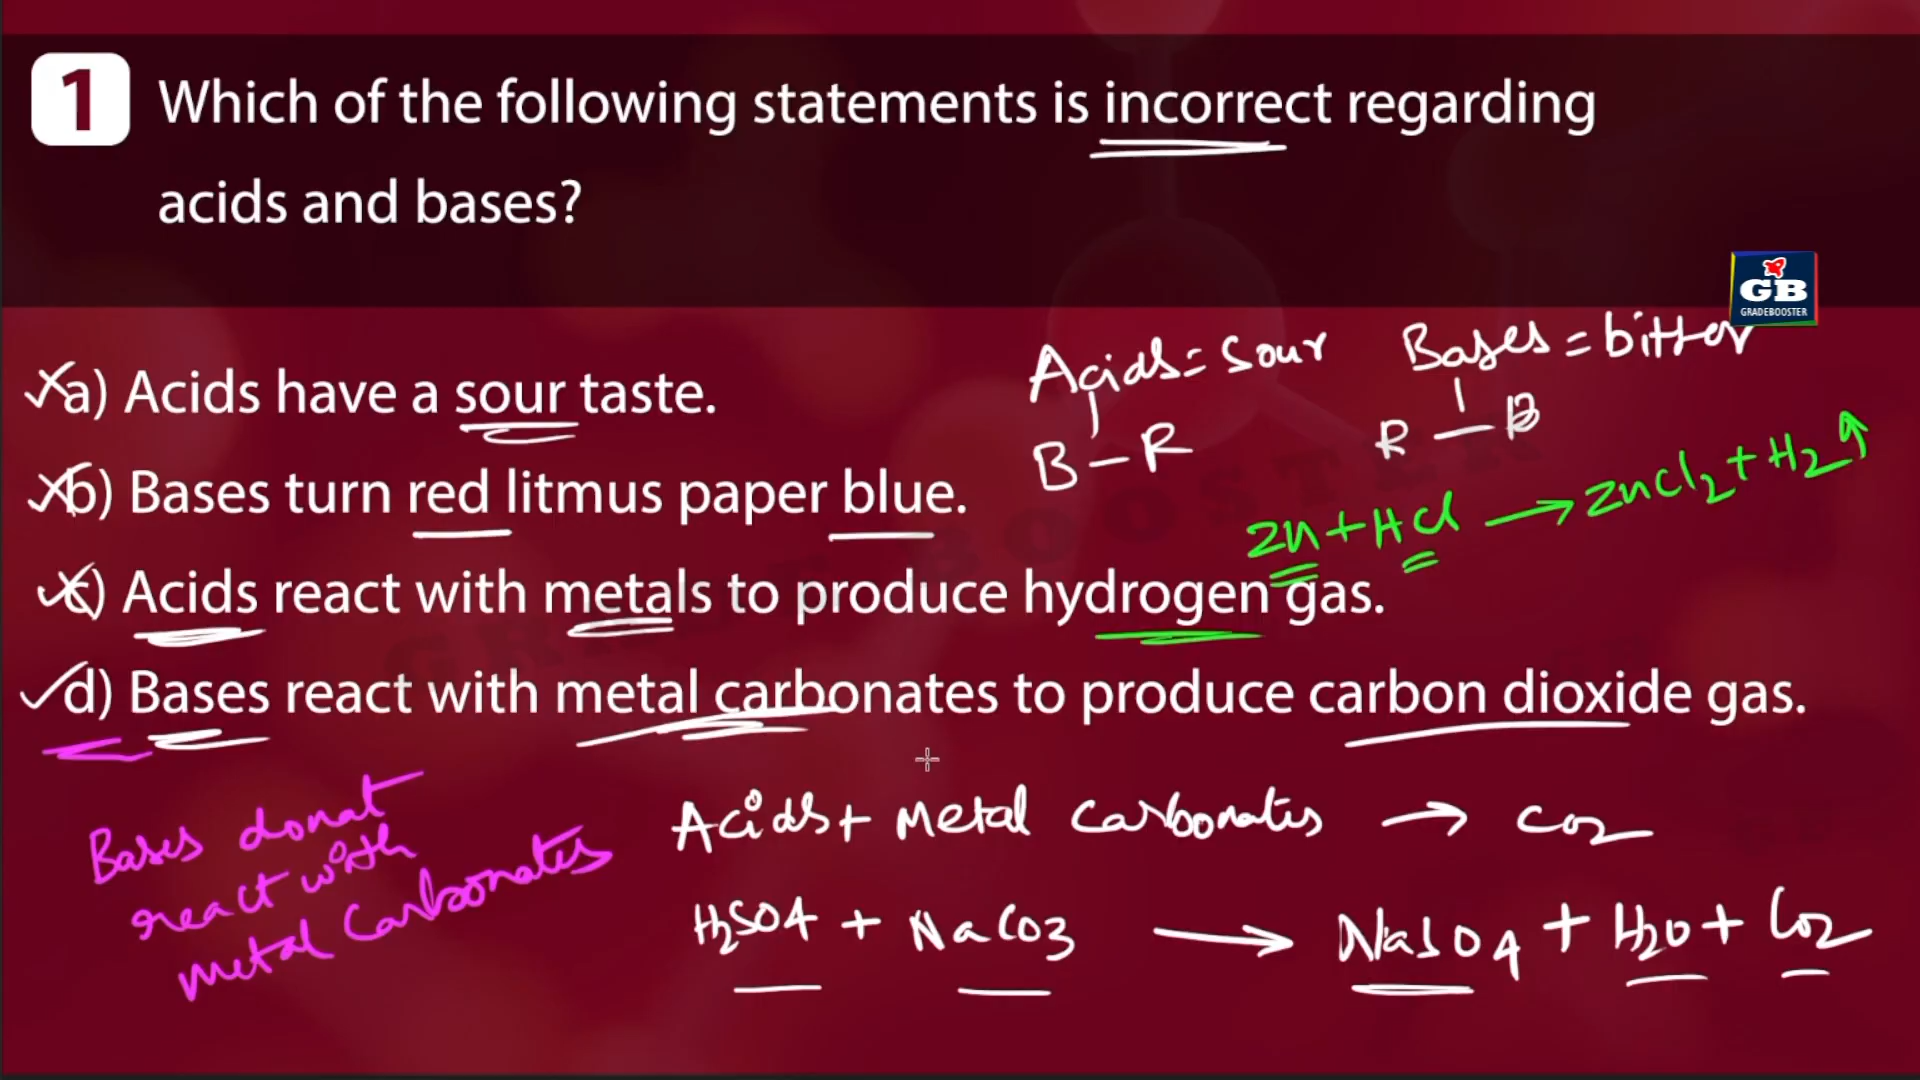 1
Which of the following statements is incorrect regarding
acids and bases?
GB
GRADEBOOSTER
Acids = Sour
Bases = bitter
B – R
R – B
a) Acids have a sour taste.
b) Bases turn red litmus paper blue.
Zn + HCl → ZnCl2 + H2 ↑
c) Acids react with metals to produce hydrogen gas.
d) Bases react with metal carbonates to produce carbon dioxide gas.
GRADE BOOSTER
Bases donat
react with
metal Carbonates
Acids + Metal Carbonates → CO2
H2SO4 + NaCO3 → NaSO4 + H2O + CO2